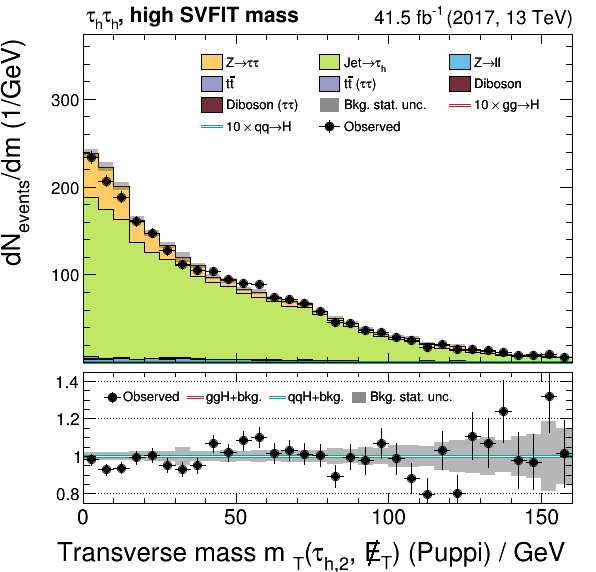 τhτh, high SVFIT mass 41.5 fb⁻¹ (2017, 13 TeV)
dNevents/dm (1/GeV)
Z→ττ Jet→τh Z→ll
tt̄ tt̄ (ττ) Diboson
Diboson (ττ) Bkg. stat. unc. 10 × gg→H
10 × qq→H Observed
300
200
100
Observed ggH+bkg. qqH+bkg. Bkg. stat. unc.
1.4
1.2
1
0.8
0 50 100 150
Transverse mass m T(τh,2, E̸T) (Puppi) / GeV